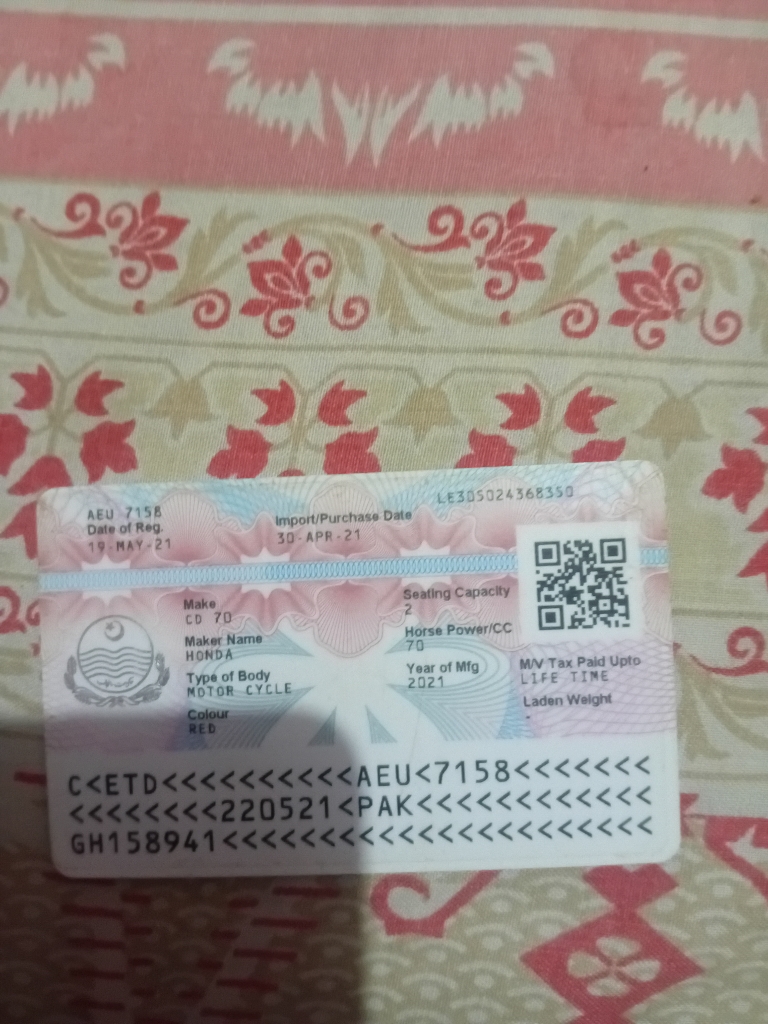 AEU 7158
LE305024368350
Date of Reg.
Import/Purchase Date
19-MAY-21
30-APR-21
Make
CD 70
Seating Capacity
2
Maker Name
HONDA
Horse Power/CC
70
Type of Body
MOTOR CYCLE
Year of Mfg
2021
M/V Tax Paid Upto
LIFE TIME
Colour
RED
Laden Weight
-
C<ETD<<<<<<<<<<<AEU<7158<<<<<<<
<<<<<<<<<220521<PAK<<<<<<<<<<<<
GH158941<<<<<<<<<<<<<<<<<<<<<<<